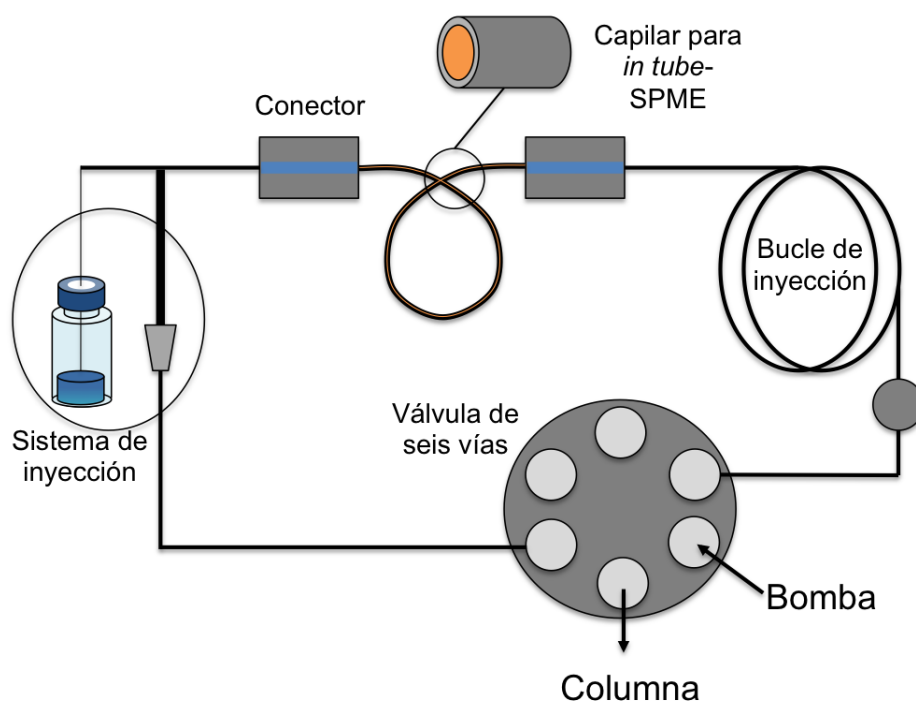 Capilar para
in tube-
SPME
Conector
Bucle de
inyección
Sistema de
inyección
Válvula de
seis vías
Bomba
Columna